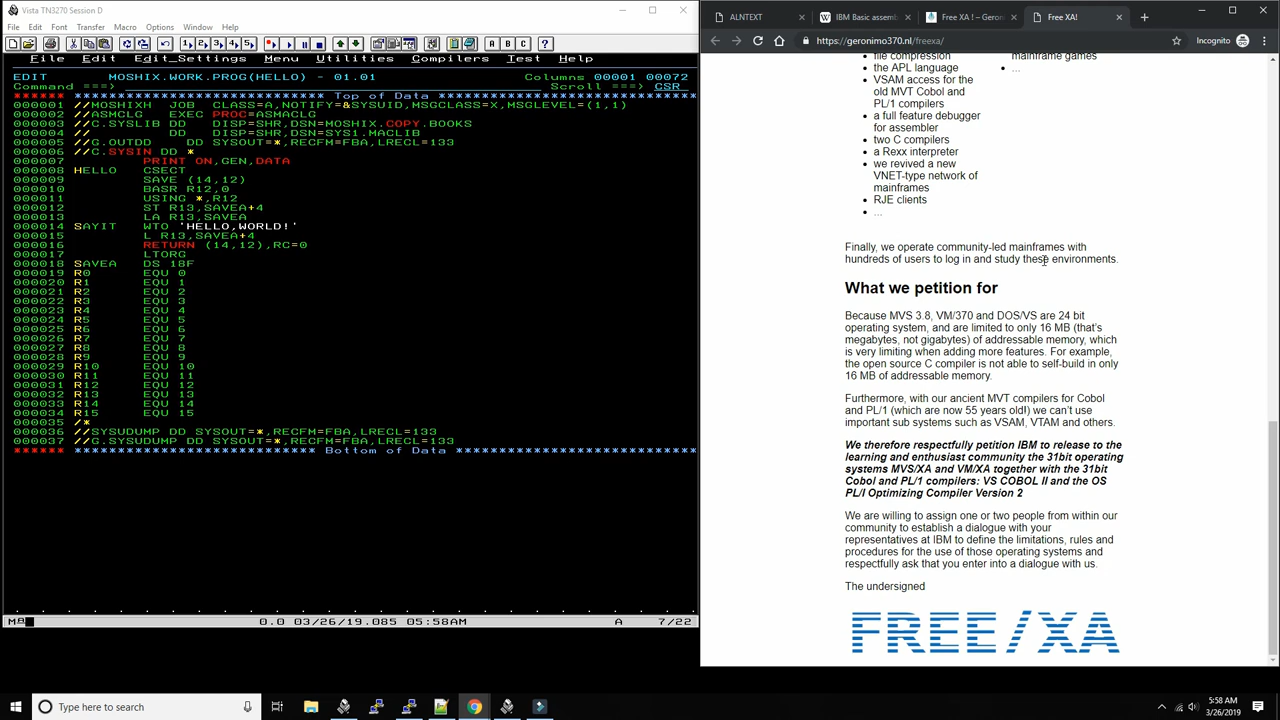 Vista TN3270 Session D
File Edit Font Transfer Macro Options Window Help
File Edit Edit_Settings Menu Utilities Compilers Test Help
EDIT MOSHIX.WORK.PROG(HELLO) - 01.01 Columns 00001 00072
Command ===> Scroll ===> CSR
****** ***************************** Top of Data ******************************
000001 //MOSHIXH JOB CLASS=A,NOTIFY=&SYSUID,MSGCLASS=X,MSGLEVEL=(1,1)
000002 //ASMCLG EXEC PROC=ASMACLG
000003 //C.SYSLIB DD DISP=SHR,DSN=MOSHIX.COPY.BOOKS
000004 // DD DISP=SHR,DSN=SYS1.MACLIB
000005 //G.OUTDD DD SYSOUT=*,RECFM=FBA,LRECL=133
000006 //C.SYSIN DD *
000007 PRINT ON,GEN,DATA
000008 HELLO CSECT
000009 SAVE (14,12)
000010 BASR R12,0
000011 USING *,R12
000012 ST R13,SAVEA+4
000013 LA R13,SAVEA
000014 SAYIT WTO 'HELLO,WORLD!'
000015 L R13,SAVEA+4
000016 RETURN (14,12),RC=0
000017 LTORG
000018 SAVEA DS 18F
000019 R0 EQU 0
000020 R1 EQU 1
000021 R2 EQU 2
000022 R3 EQU 3
000023 R4 EQU 4
000024 R5 EQU 5
000025 R6 EQU 6
000026 R7 EQU 7
000027 R8 EQU 8
000028 R9 EQU 9
000029 R10 EQU 10
000030 R11 EQU 11
000031 R12 EQU 12
000032 R13 EQU 13
000033 R14 EQU 14
000034 R15 EQU 15
000035 /*
000036 //SYSUDUMP DD SYSOUT=*,RECFM=FBA,LRECL=133
000037 //G.SYSUDUMP DD SYSOUT=*,RECFM=FBA,LRECL=133
****** **************************** Bottom of Data ****************************
0.0 03/26/19.085 05:58AM A 7/22
ALNTEXT
IBM Basic assemb
Free XA ! – Geron
Free XA!
https://geronimo370.nl/freexa/
Incognito
file compression
the APL language
VSAM access for the
old MVT Cobol and
PL/1 compilers
a full feature debugger
for assembler
two C compilers
a Rexx interpreter
we revived a new
VNET-type network of
mainframes
RJE clients
...
mainframe games
...
Finally, we operate community-led mainframes with
hundreds of users to log in and study these environments.
What we petition for
Because MVS 3.8, VM/370 and DOS/VS are 24 bit
operating system, and are limited to only 16 MB (that's
megabytes, not gigabytes) of addressable memory, which
is very limiting when adding more features. For example,
the open source C compiler is not able to self-build in only
16 MB of addressable memory.
Furthermore, with our ancient MVT compilers for Cobol
and PL/1 (which are now 55 years old!) we can't use
important sub systems such as VSAM, VTAM and others.
We therefore respectfully petition IBM to release to the
learning and enthusiast community the 31bit operating
systems MVS/XA and VM/XA together with the 31bit
Cobol and PL/1 compilers: VS COBOL II and the OS
PL/I Optimizing Compiler Version 2
We are willing to assign one or two people from within our
community to establish a dialogue with your
representatives at IBM to define the limitations, rules and
procedures for the use of those operating systems and
respectfully ask that you enter into a dialogue with us.
The undersigned
FREE/XA
Type here to search
5:58 AM
3/26/2019